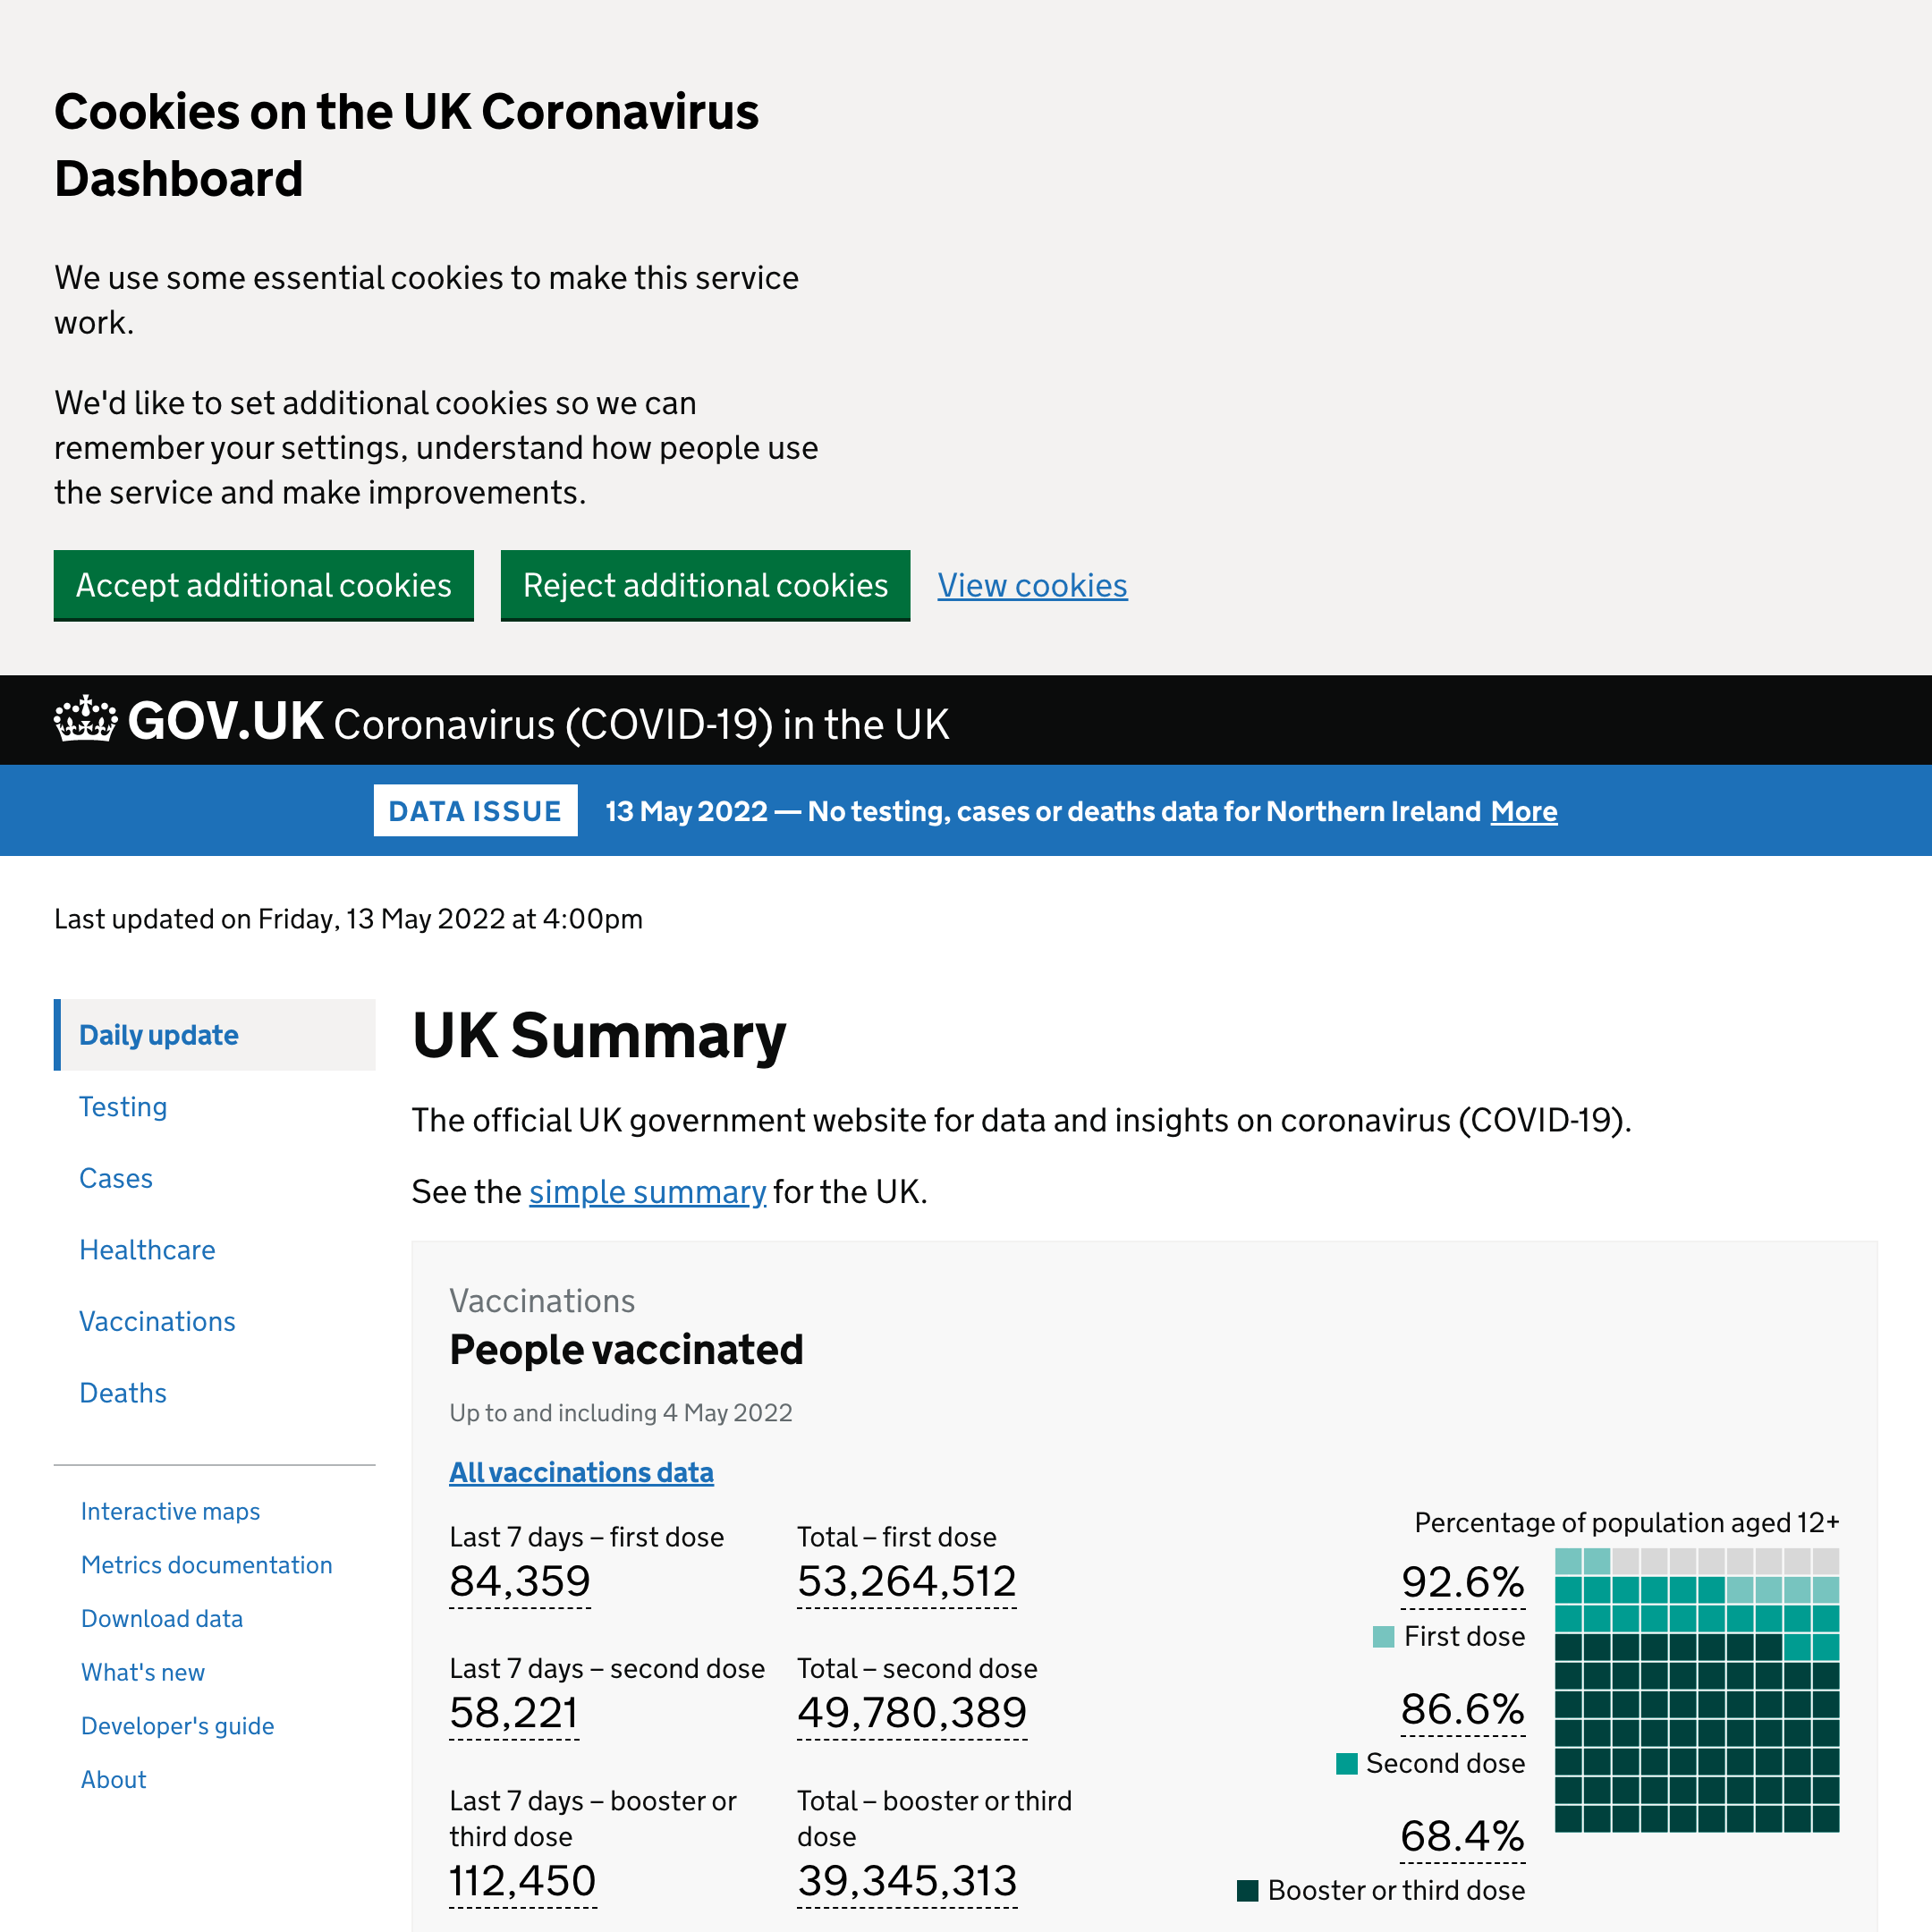 Cookies on the UK Coronavirus
Dashboard
We use some essential cookies to make this service
work.
We'd like to set additional cookies so we can
remember your settings, understand how people use
the service and make improvements.
Accept additional cookies
Reject additional cookies
View cookies
GOV.UK Coronavirus (COVID-19) in the UK
DATA ISSUE
13 May 2022 — No testing, cases or deaths data for Northern Ireland More
Last updated on Friday, 13 May 2022 at 4:00pm
Daily update
Testing
Cases
Healthcare
Vaccinations
Deaths
Interactive maps
Metrics documentation
Download data
What's new
Developer's guide
About
UK Summary
The official UK government website for data and insights on coronavirus (COVID-19).
See the simple summary for the UK.
Vaccinations
People vaccinated
Up to and including 4 May 2022
All vaccinations data
Last 7 days – first dose
84,359
Total – first dose
53,264,512
Last 7 days – second dose
58,221
Total – second dose
49,780,389
Last 7 days – booster or
third dose
112,450
Total – booster or third
dose
39,345,313
Percentage of population aged 12+
92.6%
First dose
86.6%
Second dose
68.4%
Booster or third dose